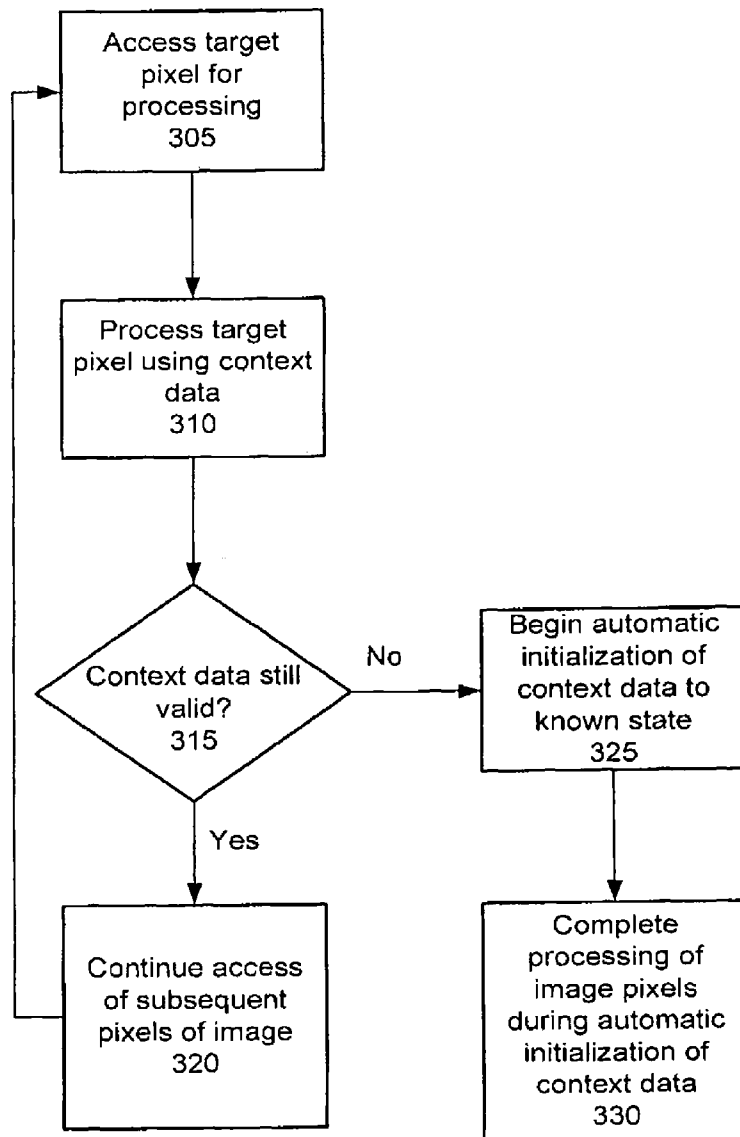 Access target
pixel for
processing
305
Process target
pixel using context
data
310
Context data still
valid?
315
No
Yes
Begin automatic
initialization of
context data to
known state
325
Continue access
of subsequent
pixels of image
320
Complete
processing of
image pixels
during automatic
initialization of
context data
330